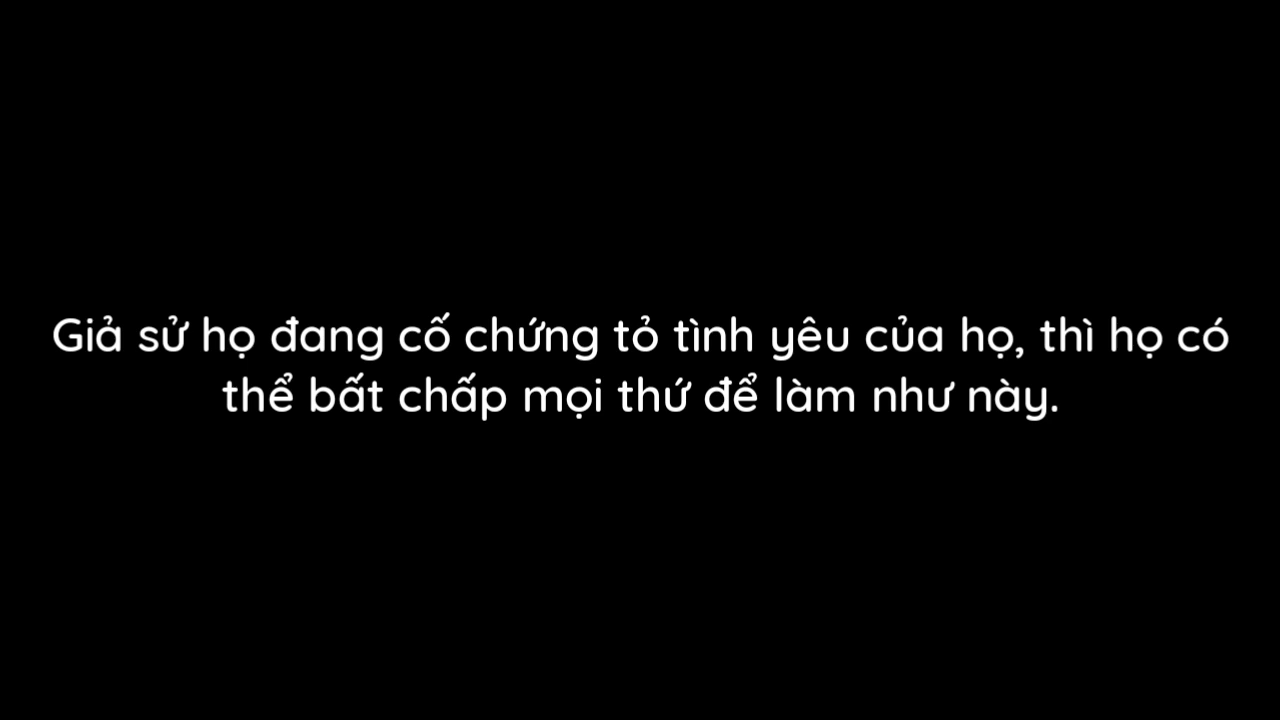 Giả sử họ đang cố chứng tỏ tình yêu của họ, thì họ có
thể bất chấp mọi thứ để làm như này.